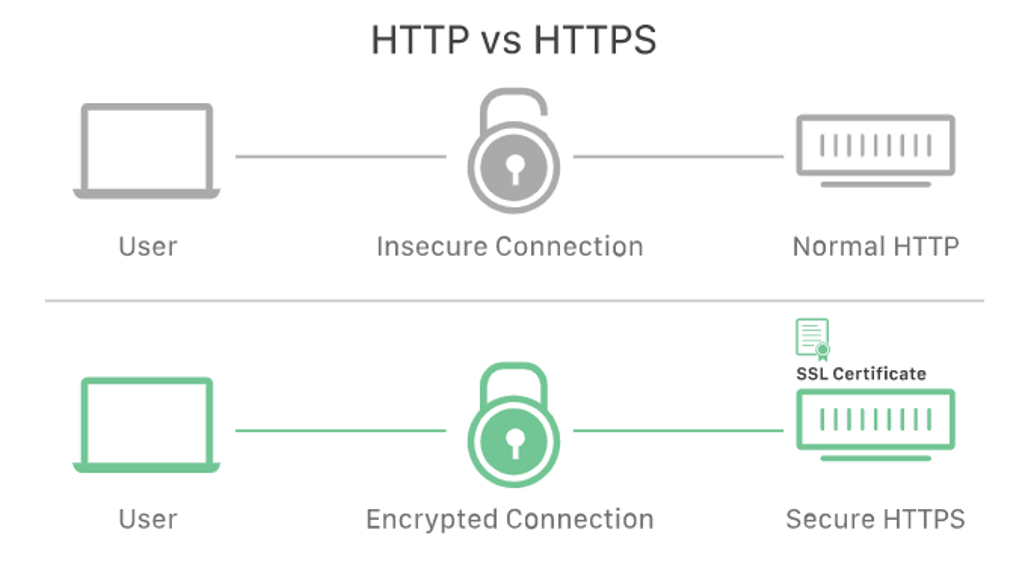 HTTP vs HTTPS
User
Insecure Connection
Normal HTTP
SSL Certificate
User
Encrypted Connection
Secure HTTPS